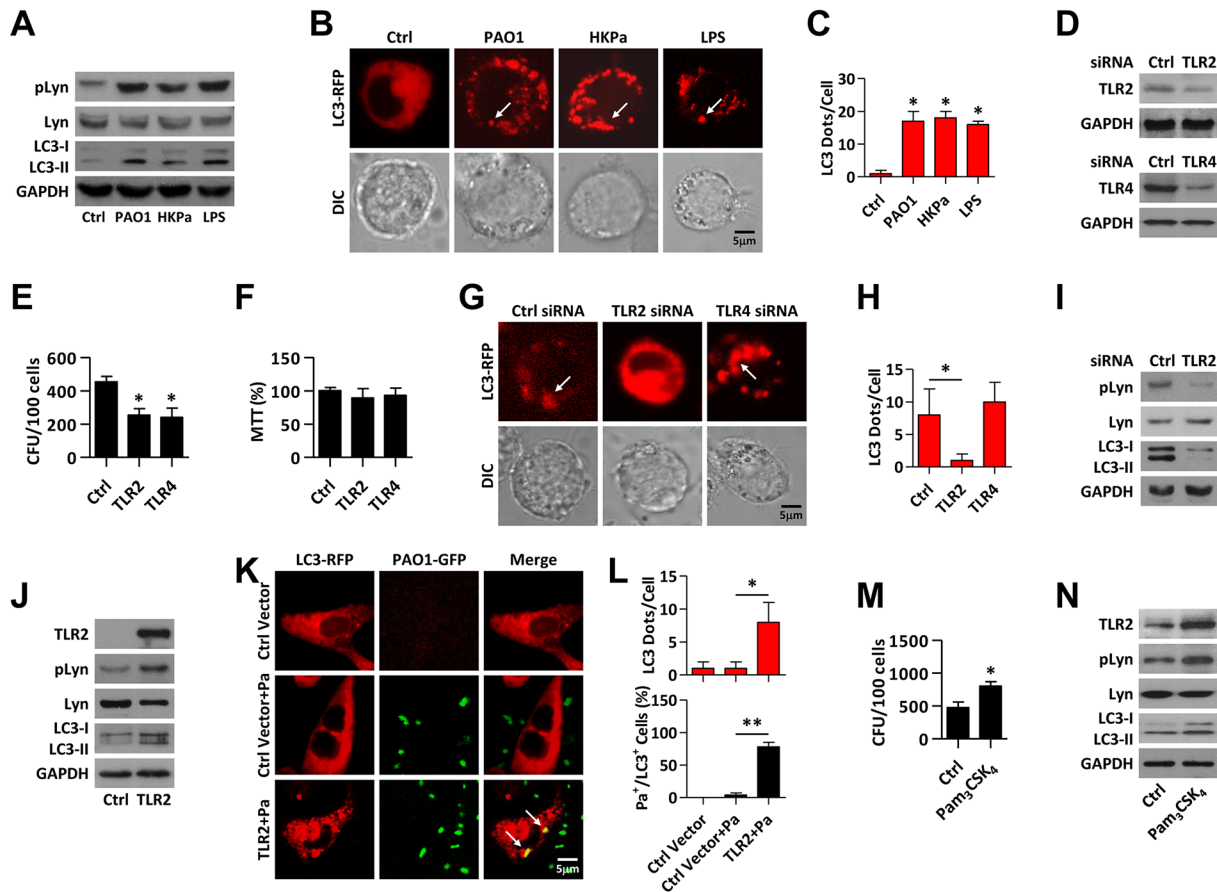 A
pLyn
Lyn
LC3-I
LC3-II
GAPDH
Ctrl PAO1 HKPa LPS
B
Ctrl PAO1 HKPa LPS
LC3-RFP
DIC
5μm
C
LC3 Dots/Cell
30
20
10
0
* * *
Ctrl PAO1 HKPa LPS
D
siRNA Ctrl TLR2
TLR2
GAPDH
siRNA Ctrl TLR4
TLR4
GAPDH
E
CFU/100 cells
600
400
200
0
* *
Ctrl TLR2 TLR4
F
MTT (%)
150
100
50
0
Ctrl TLR2 TLR4
G
Ctrl siRNA TLR2 siRNA TLR4 siRNA
LC3-RFP
DIC
5μm
H
LC3 Dots/Cell
15
10
5
0
*
Ctrl TLR2 TLR4
I
siRNA Ctrl TLR2
pLyn
Lyn
LC3-I
LC3-II
GAPDH
J
TLR2
pLyn
Lyn
LC3-I
LC3-II
GAPDH
Ctrl TLR2
K
LC3-RFP PAO1-GFP Merge
Ctrl Vector
Ctrl Vector+Pa
TLR2+Pa
5μm
L
LC3 Dots/Cell
15
10
5
0
*
Pa⁺/LC3⁺ Cells (%)
100
75
50
25
0
**
Ctrl Vector
Ctrl Vector+Pa
TLR2+Pa
M
CFU/100 cells
1500
1000
500
0
*
Ctrl
Pam₃CSK₄
N
TLR2
pLyn
Lyn
LC3-I
LC3-II
GAPDH
Ctrl
Pam₃CSK₄